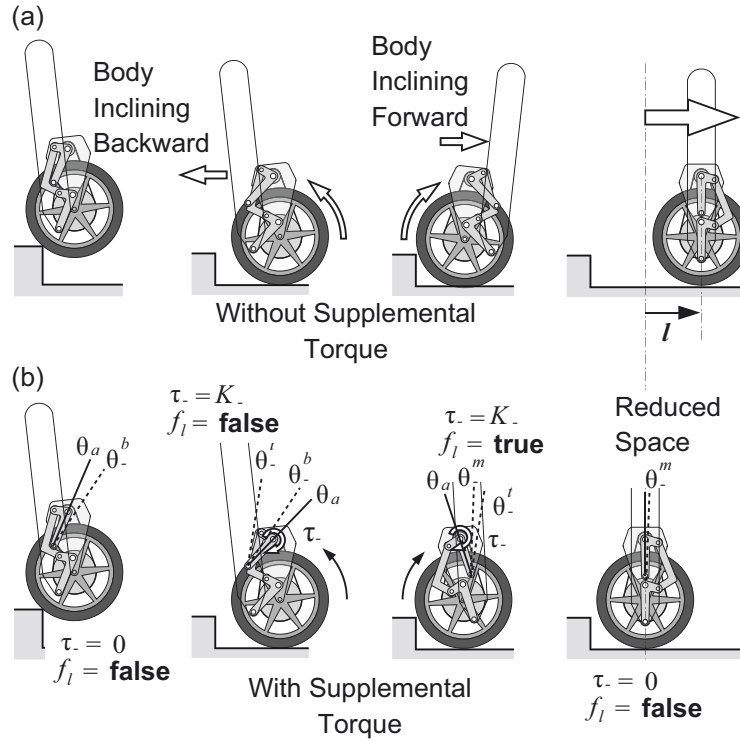 (a)
Body
Inclining
Backward
Body
Inclining
Forward
Without Supplemental
Torque
l
(b)
τ- = K-
fl = false
τ- = K-
fl = true
Reduced
Space
θa θ-b
θ-t θ-b θa
τ-
θa θ-m θ-t
τ-
θ-m
τ- = 0
fl = false
With Supplemental
Torque
τ- = 0
fl = false